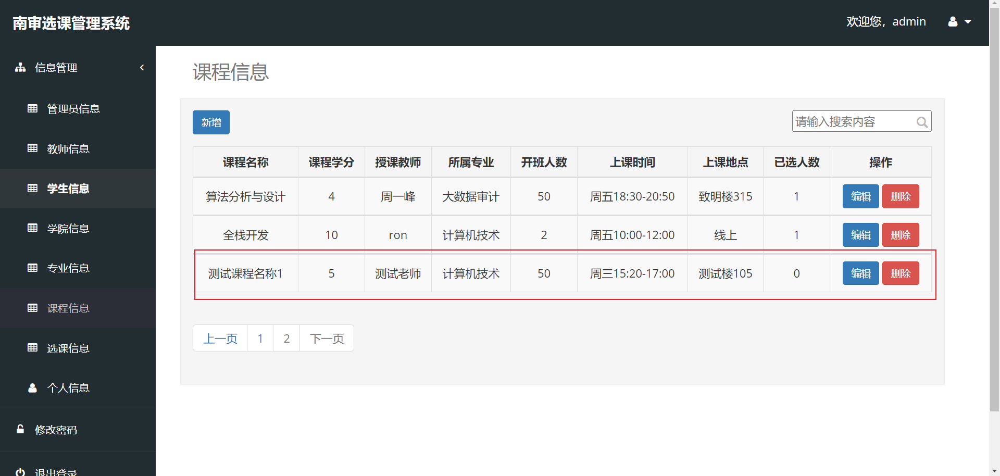 南审选课管理系统
欢迎您，admin
信息管理
管理员信息
教师信息
学生信息
学院信息
专业信息
课程信息
选课信息
个人信息
修改密码
退出登录
课程信息
新增
请输入搜索内容
课程名称 课程学分 授课教师 所属专业 开班人数 上课时间 上课地点 已选人数 操作
算法分析与设计 4 周一峰 大数据审计 50 周五18:30-20:50 致明楼315 1 编辑 删除
全栈开发 10 ron 计算机技术 2 周五10:00-12:00 线上 1 编辑 删除
测试课程名称1 5 测试老师 计算机技术 50 周三15:20-17:00 测试楼105 0 编辑 删除
上一页 1 2 下一页